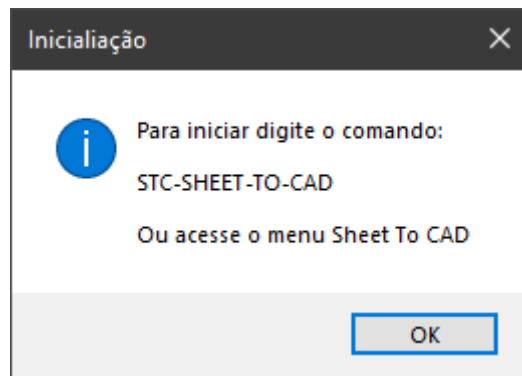 Inicialiação
Para iniciar digite o comando:
STC-SHEET-TO-CAD
Ou acesse o menu Sheet To CAD
OK